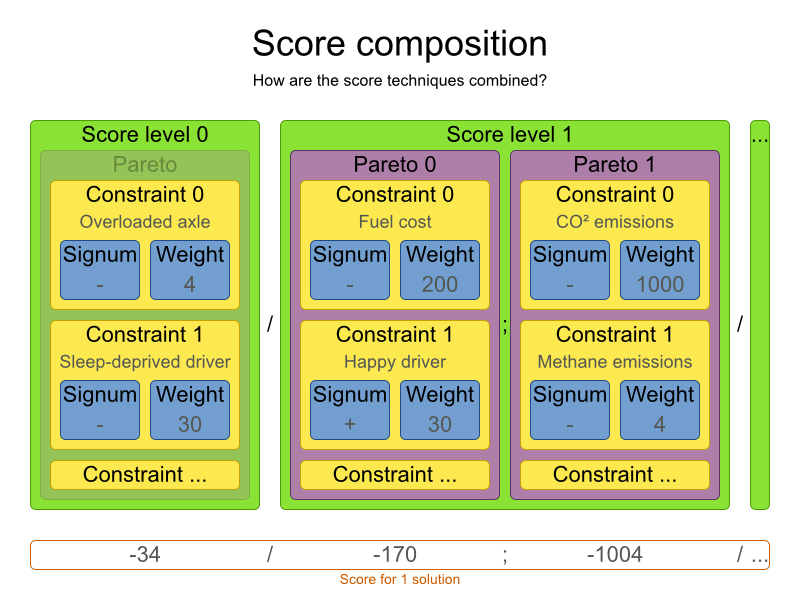 Score composition
How are the score techniques combined?
Score level 0
Pareto
Constraint 0
Overloaded axle
Signum
-
Weight
4
Constraint 1
Sleep-deprived driver
Signum
-
Weight
30
Constraint ...
/
Score level 1
Pareto 0
Constraint 0
Fuel cost
Signum
-
Weight
200
Constraint 1
Happy driver
Signum
+
Weight
30
Constraint ...
;
Pareto 1
Constraint 0
CO² emissions
Signum
-
Weight
1000
Constraint 1
Methane emissions
Signum
-
Weight
4
Constraint ...
/
...
-34 / -170 ; -1004 / ...
Score for 1 solution